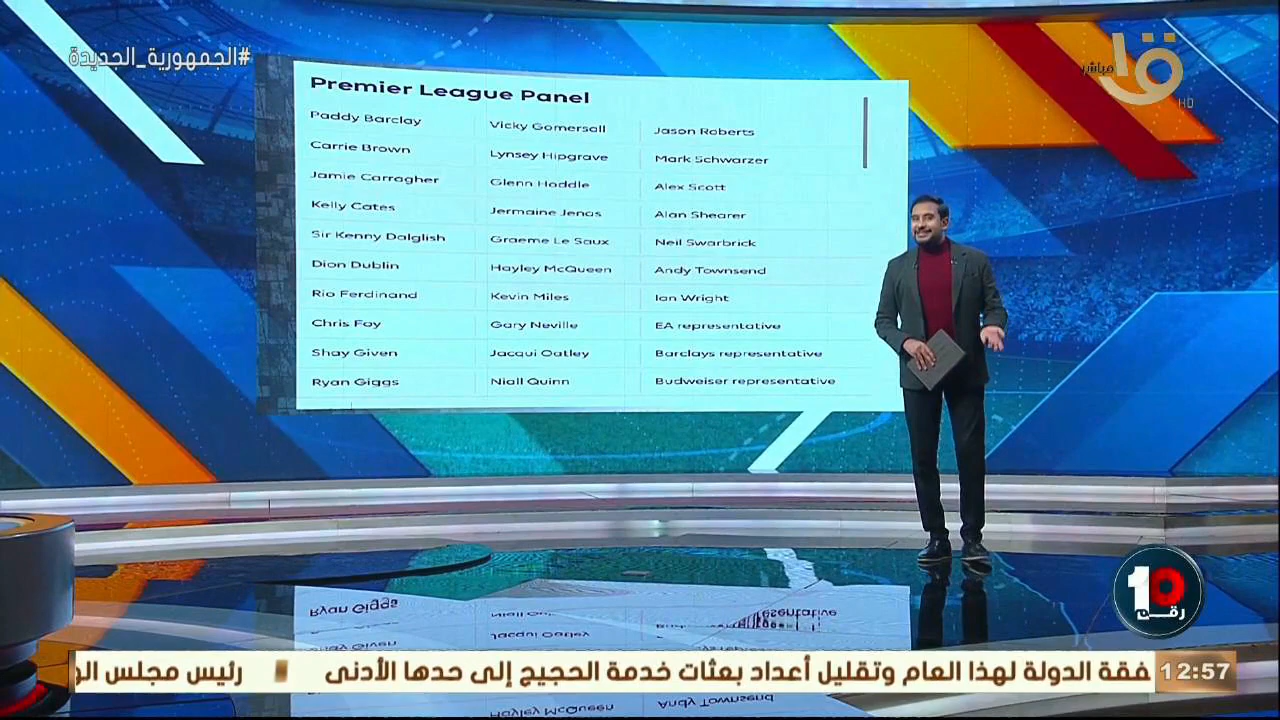 #الجمهورية_الجديدة
مباشر
HD
Premier League Panel
Paddy Barclay Vicky Gomersall Jason Roberts
Carrie Brown Lynsey Hipgrave Mark Schwarzer
Jamie Carragher Glenn Hoddle Alex Scott
Kelly Cates Jermaine Jenas Alan Shearer
Sir Kenny Dalglish Graeme Le Saux Neil Swarbrick
Dion Dublin Hayley McQueen Andy Townsend
Rio Ferdinand Kevin Miles Ian Wright
Chris Foy Gary Neville EA representative
Shay Given Jacqui Oatley Barclays representative
Ryan Giggs Niall Quinn Budweiser representative
رقم 10
12:57 فقة الدولة لهذا العام وتقليل أعداد بعثات خدمة الحجيج إلى حدها الأدنى رئيس مجلس